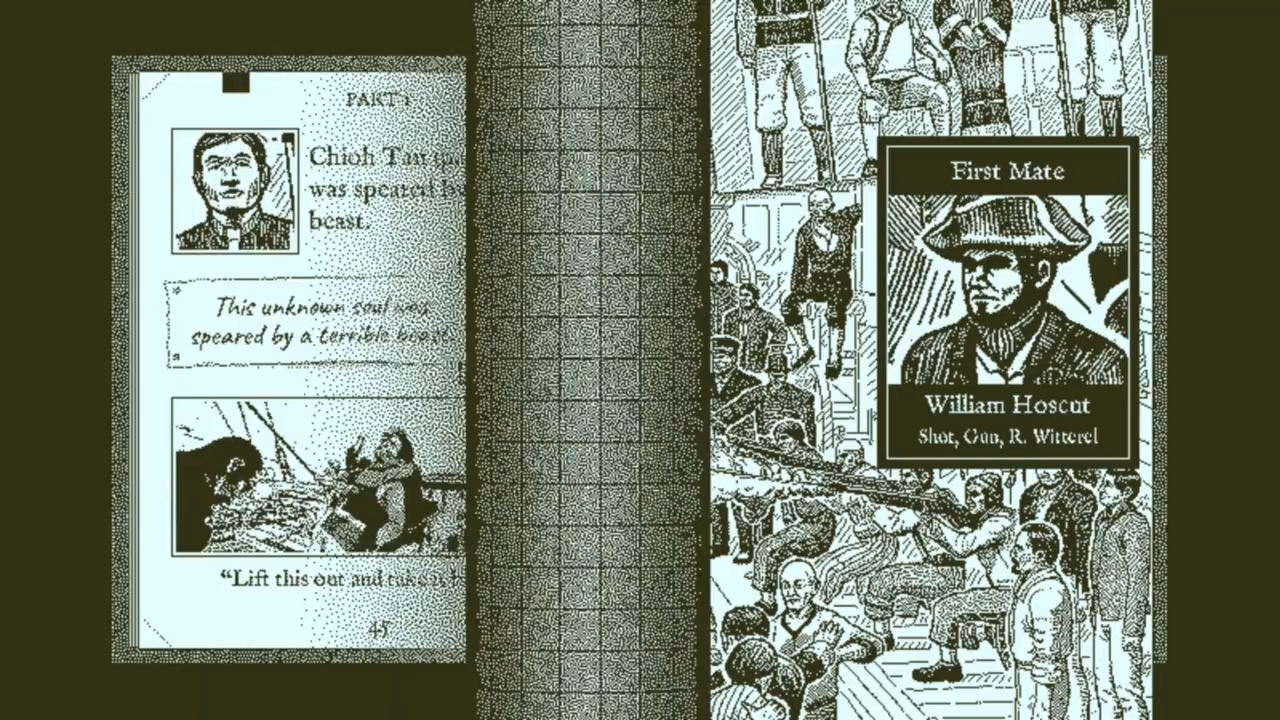 PART 1
Chioh Tan
was speared
beast.
This unknown soul was
speared by a terrible beast
"Lift this out and take it
45
First Mate
William Hoscut
Shot, Gun, R. Witterel